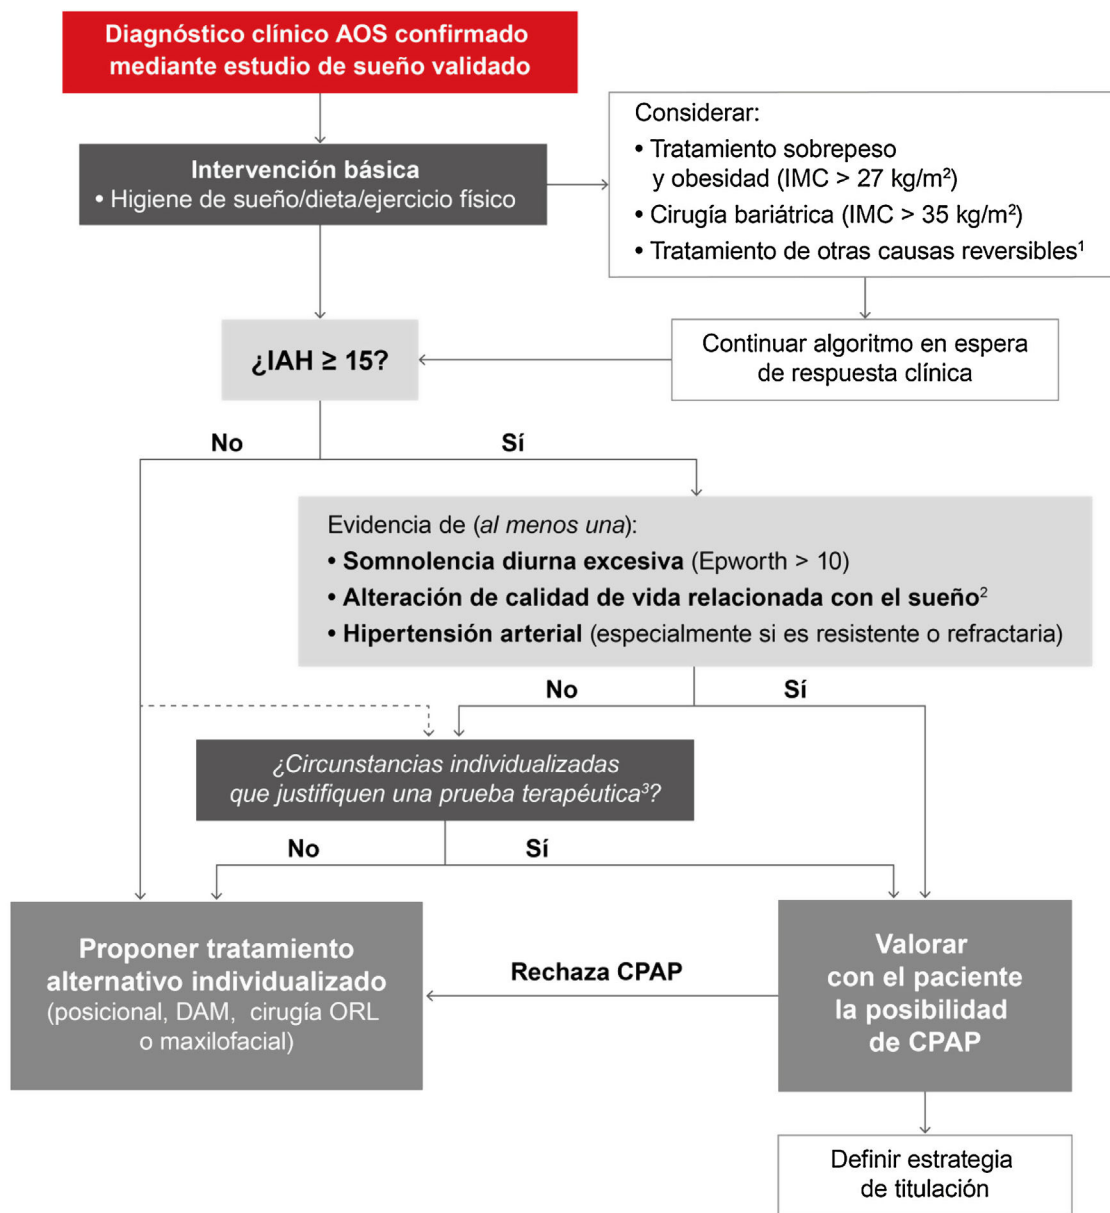 Diagnóstico clínico AOS confirmado
mediante estudio de sueño validado
Intervención básica
• Higiene de sueño/dieta/ejercicio físico
Considerar:
• Tratamiento sobrepeso
y obesidad (IMC > 27 kg/m²)
• Cirugía bariátrica (IMC > 35 kg/m²)
• Tratamiento de otras causas reversibles¹
Continuar algoritmo en espera
de respuesta clínica
¿IAH ≥ 15?
No
Sí
Evidencia de (al menos una):
• Somnolencia diurna excesiva (Epworth > 10)
• Alteración de calidad de vida relacionada con el sueño²
• Hipertensión arterial (especialmente si es resistente o refractaria)
No
Sí
¿Circunstancias individualizadas
que justifiquen una prueba terapéutica³?
No
Sí
Proponer tratamiento
alternativo individualizado
(posicional, DAM, cirugía ORL
o maxilofacial)
Rechaza CPAP
Valorar
con el paciente
la posibilidad
de CPAP
Definir estrategia
de titulación